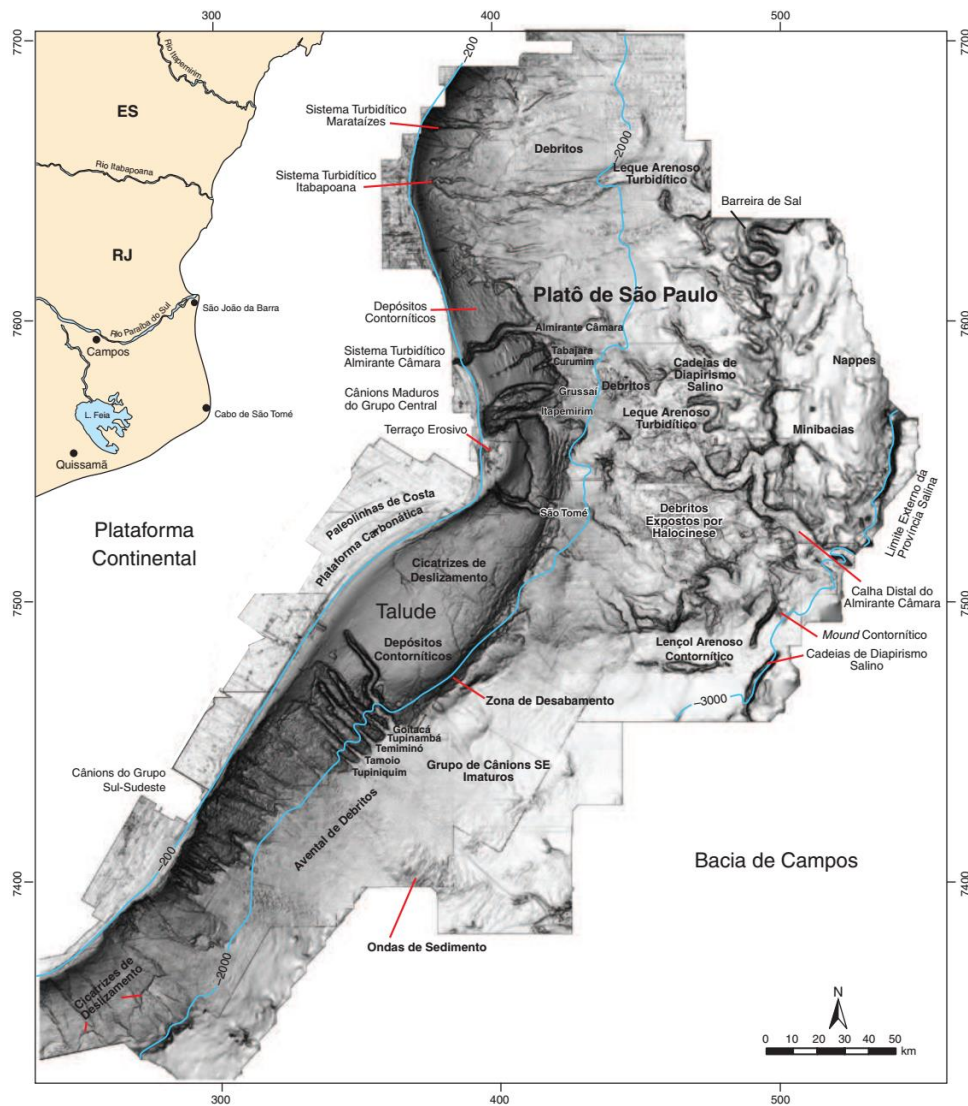 300
400
500
7700
7700
Rio Itapemirim
–200
ES
Sistema Turbidítico
Marataízes
–2000
Debritos
Rio Itabapoana
Leque Arenoso
Turbidítico
Sistema Turbidítico
Itabapoana
Barreira de Sal
RJ
Platô de São Paulo
São João da Barra
Depósitos
Contorníticos
Rio Paraíba do Sul
7600
7600
Almirante Câmara
Campos
Sistema Turbidítico
Almirante Câmara
Tabajara
Curumim
Cadeias de
Diapirismo
Salino
Nappes
Debritos
Cânions Maduros
do Grupo Central
Grussaí
L. Feia
Cabo de São Tomé
Itapemirim
Leque Arenoso
Turbidítico
Minibacias
Terraço Erosivo
Quissamã
Limite Externo da
Província Salina
Paleolinhas de Costa
Plataforma Carbonática
São Tomé
Debritos
Expostos por
Halocinese
Plataforma
Continental
Cicatrizes de
Deslizamento
Calha Distal do
Almirante Câmara
7500
7500
Talude
Mound Contornítico
Depósitos
Contorníticos
Lençol Arenoso
Contornítico
Cadeias de Diapirismo
Salino
Zona de Desabamento
–3000
Goitacá
Tupinambá
Temiminó
Tamoio
Tupiniquim
Grupo de Cânions SE
Imaturos
Cânions do Grupo
Sul-Sudeste
Avental de Debritos
–200
Bacia de Campos
7400
7400
Ondas de Sedimento
Cicatrizes de
Deslizamento
–2000
N
0 10 20 30 40 50
km
300
400
500